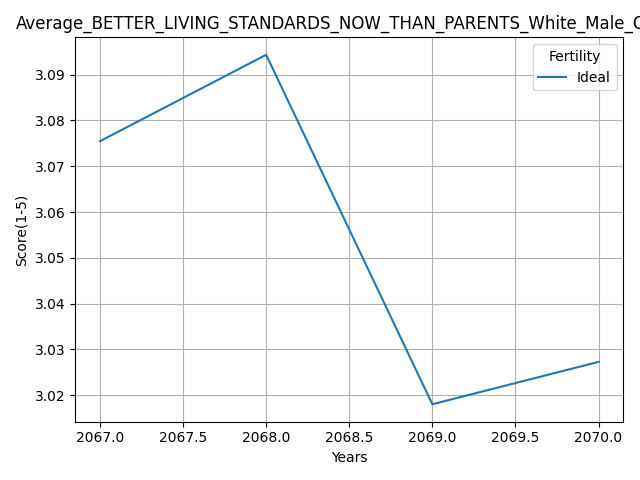 Average_BETTER_LIVING_STANDARDS_NOW_THAN_PARENTS_White_Male_
Fertility
Ideal
Score(1-5)
3.09
3.08
3.07
3.06
3.05
3.04
3.03
3.02
2067.0 2067.5 2068.0 2068.5 2069.0 2069.5 2070.0
Years